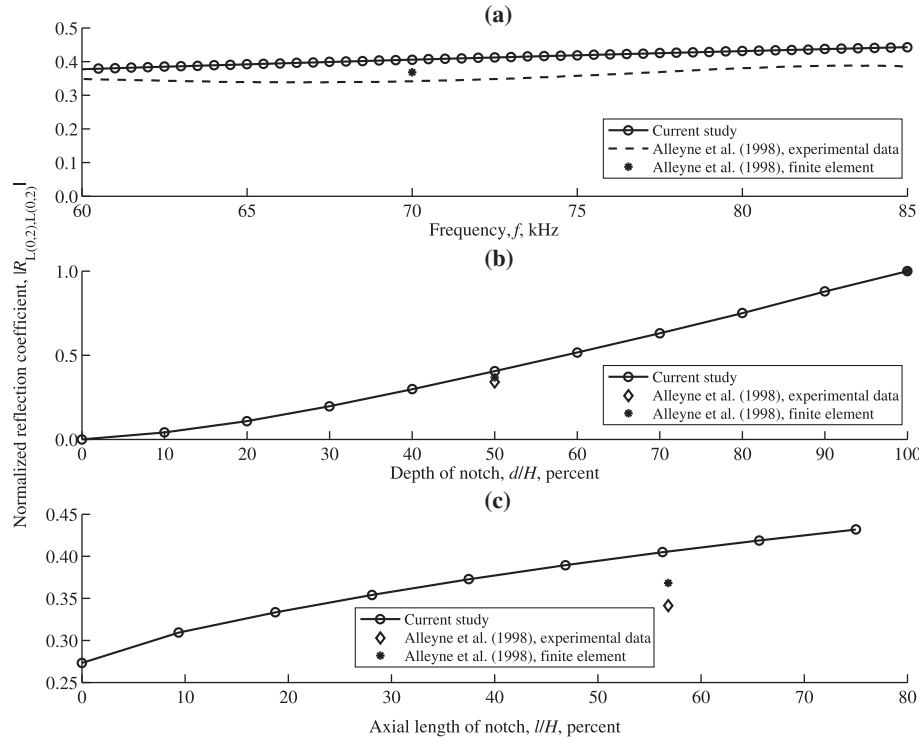 (a)
0.5
0.4
0.3
0.2
0.1
0.0
60
65
70
75
80
85
Frequency, f, kHz
Current study
Alleyne et al. (1998), experimental data
Alleyne et al. (1998), finite element
Normalized reflection coefficient, |R_L(0,2),L(0,2)|
(b)
1.0
0.5
0.0
0
10
20
30
40
50
60
70
80
90
100
Depth of notch, d/H, percent
Current study
Alleyne et al. (1998), experimental data
Alleyne et al. (1998), finite element
(c)
0.45
0.40
0.35
0.30
0.25
0
10
20
30
40
50
60
70
80
Axial length of notch, l/H, percent
Current study
Alleyne et al. (1998), experimental data
Alleyne et al. (1998), finite element